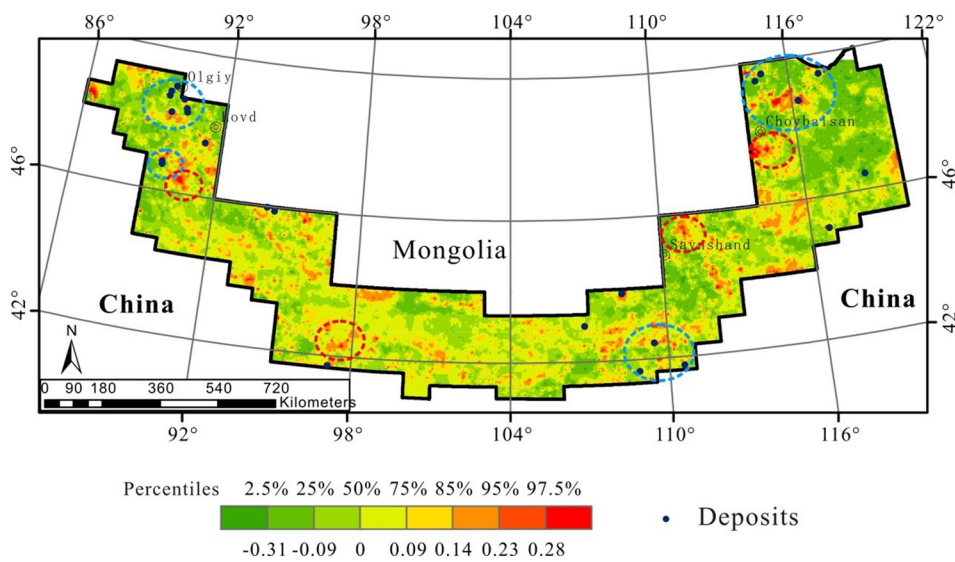 86° 92° 98° 104° 110° 116° 122°
Olgiy
Hovd
Choybalsan
46° 46°
Saynshand
Mongolia
China China
42° 42°
N
0 90 180 360 540 720
Kilometers
92° 98° 104° 110° 116°
Percentiles 2.5% 25% 50% 75% 85% 95% 97.5%
-0.31 -0.09 0 0.09 0.14 0.23 0.28
Deposits